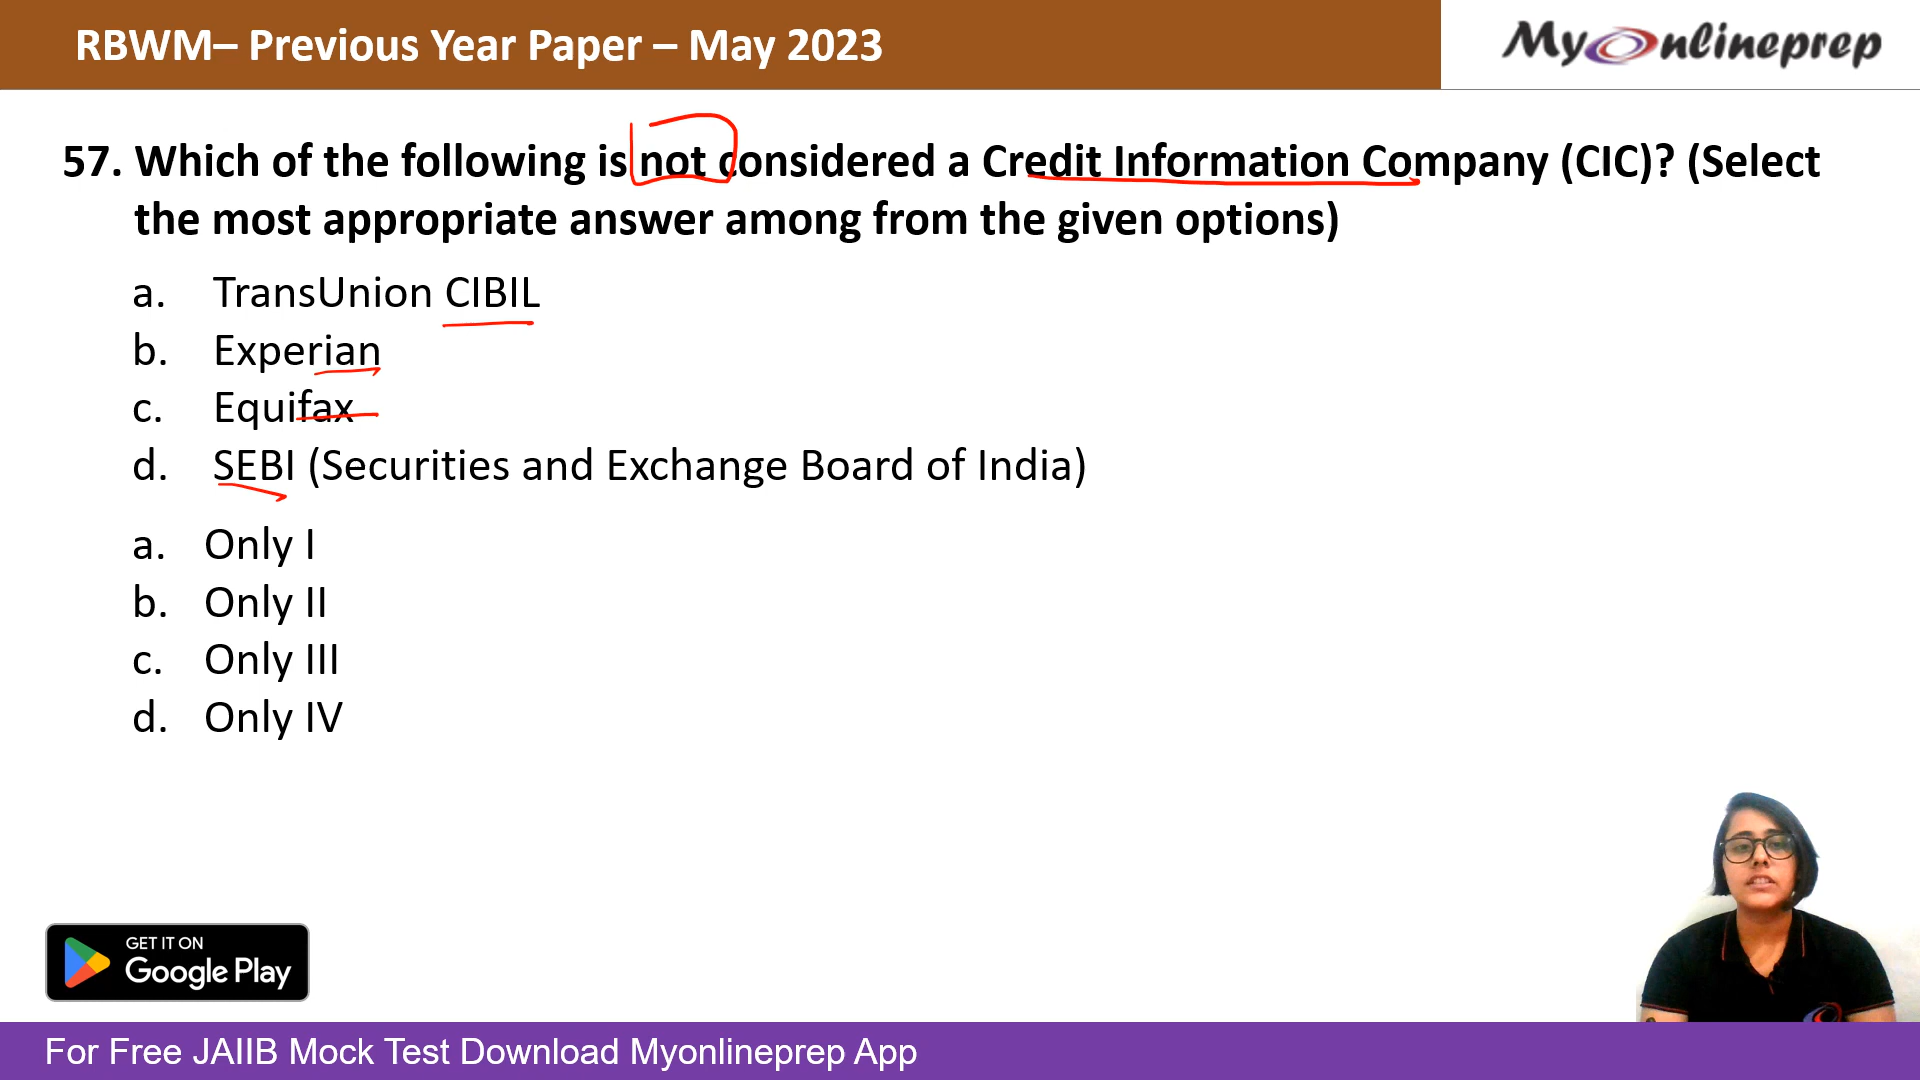 RBWM– Previous Year Paper – May 2023
MyOnlineprep
57. Which of the following is not considered a Credit Information Company (CIC)? (Select
the most appropriate answer among from the given options)
a. TransUnion CIBIL
b. Experian
c. Equifax
d. SEBI (Securities and Exchange Board of India)
a. Only I
b. Only II
c. Only III
d. Only IV
GET IT ON
Google Play
For Free JAIIB Mock Test Download Myonlineprep App